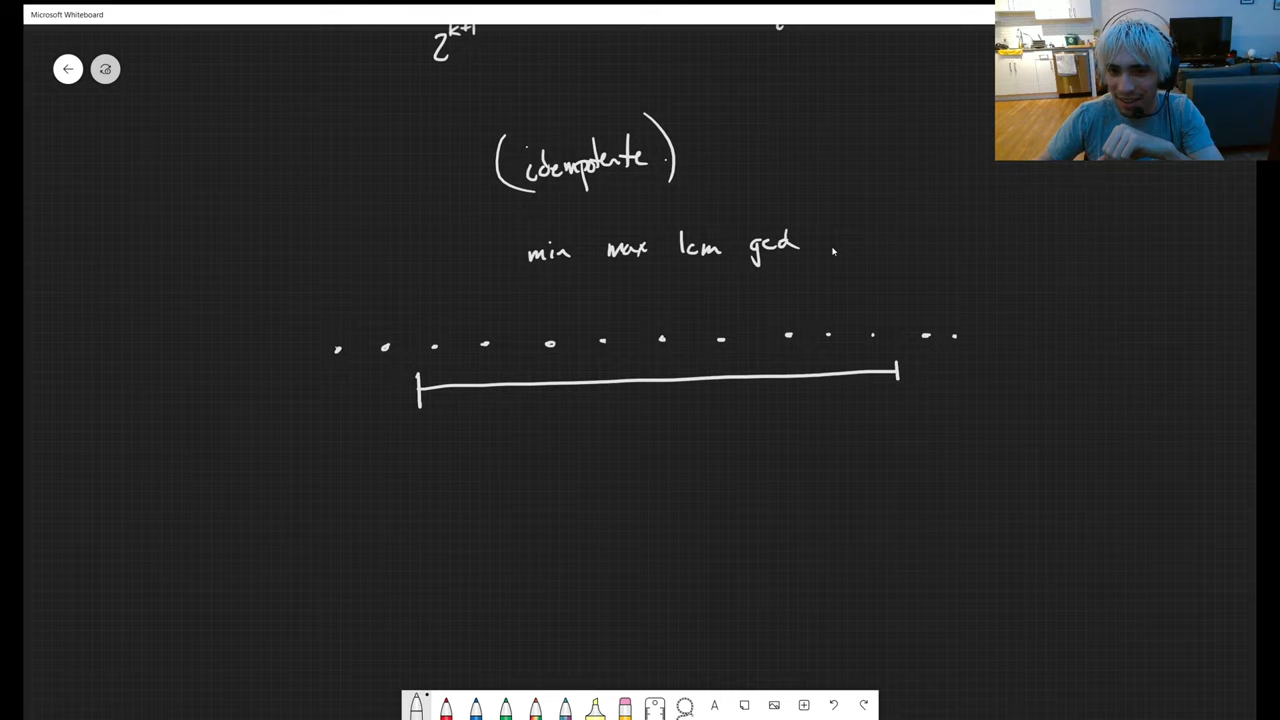 Microsoft Whiteboard
2^k+1
(idempotente)
min max lcm gcd
A